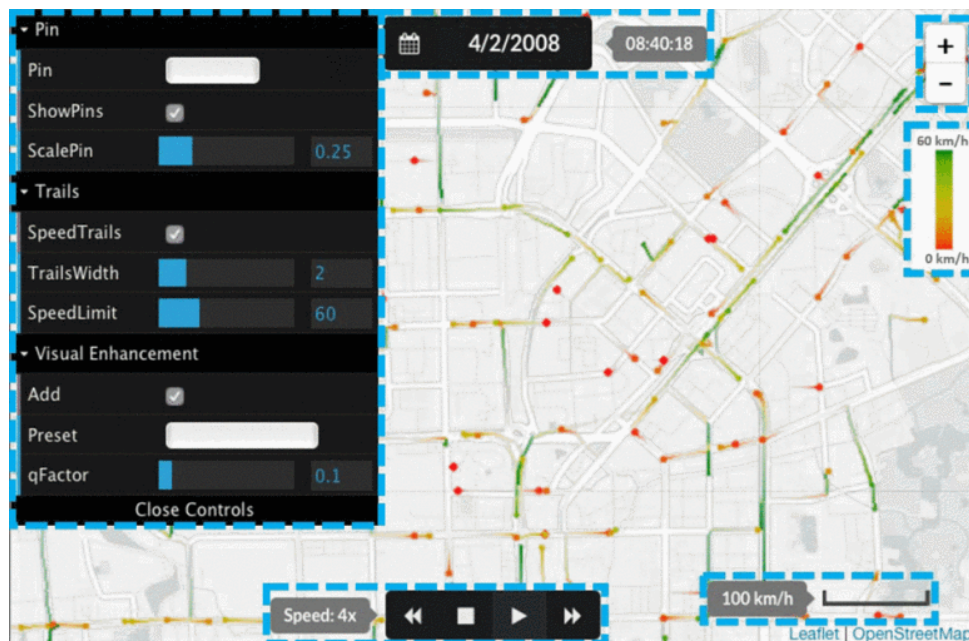 Pin
Pin
ShowPins
ScalePin 0.25
Trails
SpeedTrails
TrailsWidth 2
SpeedLimit 60
Visual Enhancement
Add
Preset
qFactor 0.1
Close Controls
4/2/2008 08:40:18
+
−
60 km/h
0 km/h
Speed: 4x
100 km/h
Leaflet | OpenStreetMap